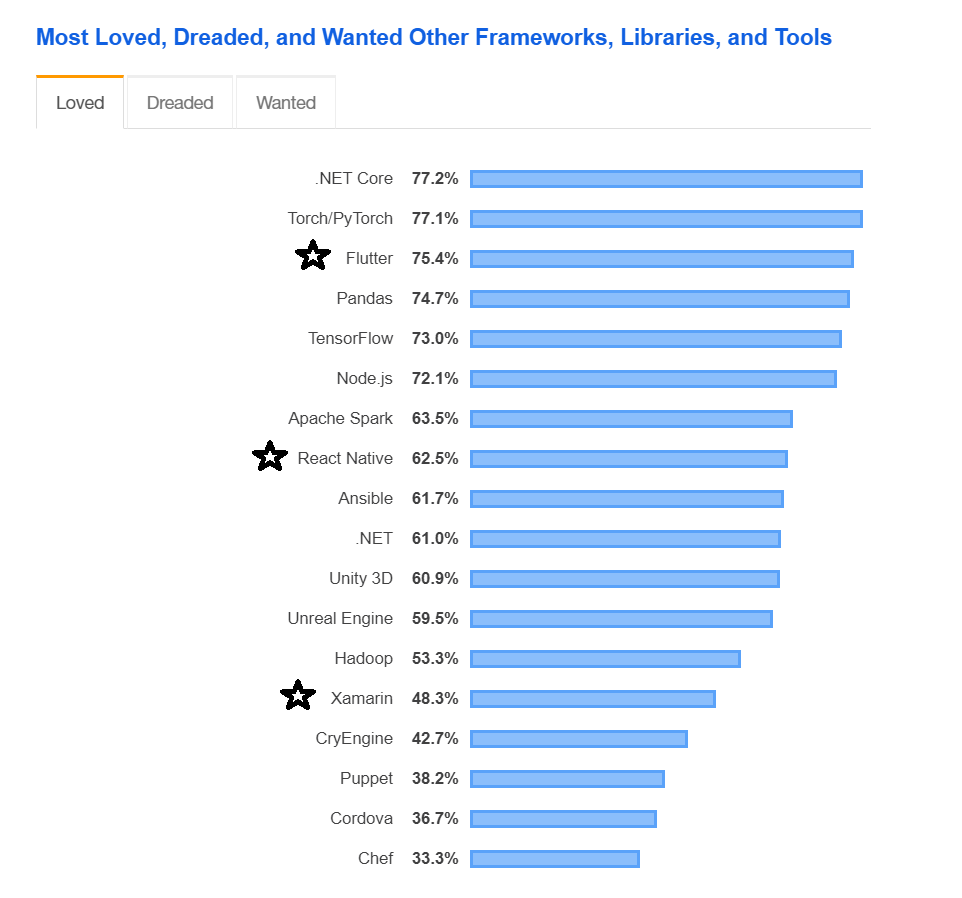 Most Loved, Dreaded, and Wanted Other Frameworks, Libraries, and Tools
Loved Dreaded Wanted
.NET Core 77.2%
Torch/PyTorch 77.1%
Flutter 75.4%
Pandas 74.7%
TensorFlow 73.0%
Node.js 72.1%
Apache Spark 63.5%
React Native 62.5%
Ansible 61.7%
.NET 61.0%
Unity 3D 60.9%
Unreal Engine 59.5%
Hadoop 53.3%
Xamarin 48.3%
CryEngine 42.7%
Puppet 38.2%
Cordova 36.7%
Chef 33.3%